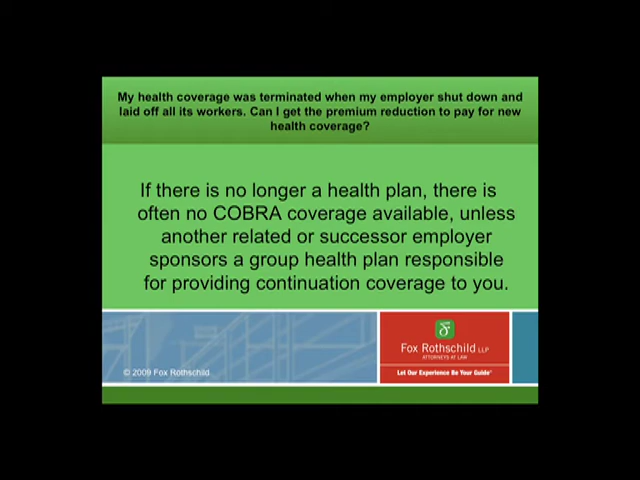 My health coverage was terminated when my employer shut down and
laid off all its workers. Can I get the premium reduction to pay for new
health coverage?
If there is no longer a health plan, there is
often no COBRA coverage available, unless
another related or successor employer
sponsors a group health plan responsible
for providing continuation coverage to you.
Fox Rothschild LLP
ATTORNEYS AT LAW
Let Our Experience Be Your Guide
© 2009 Fox Rothschild